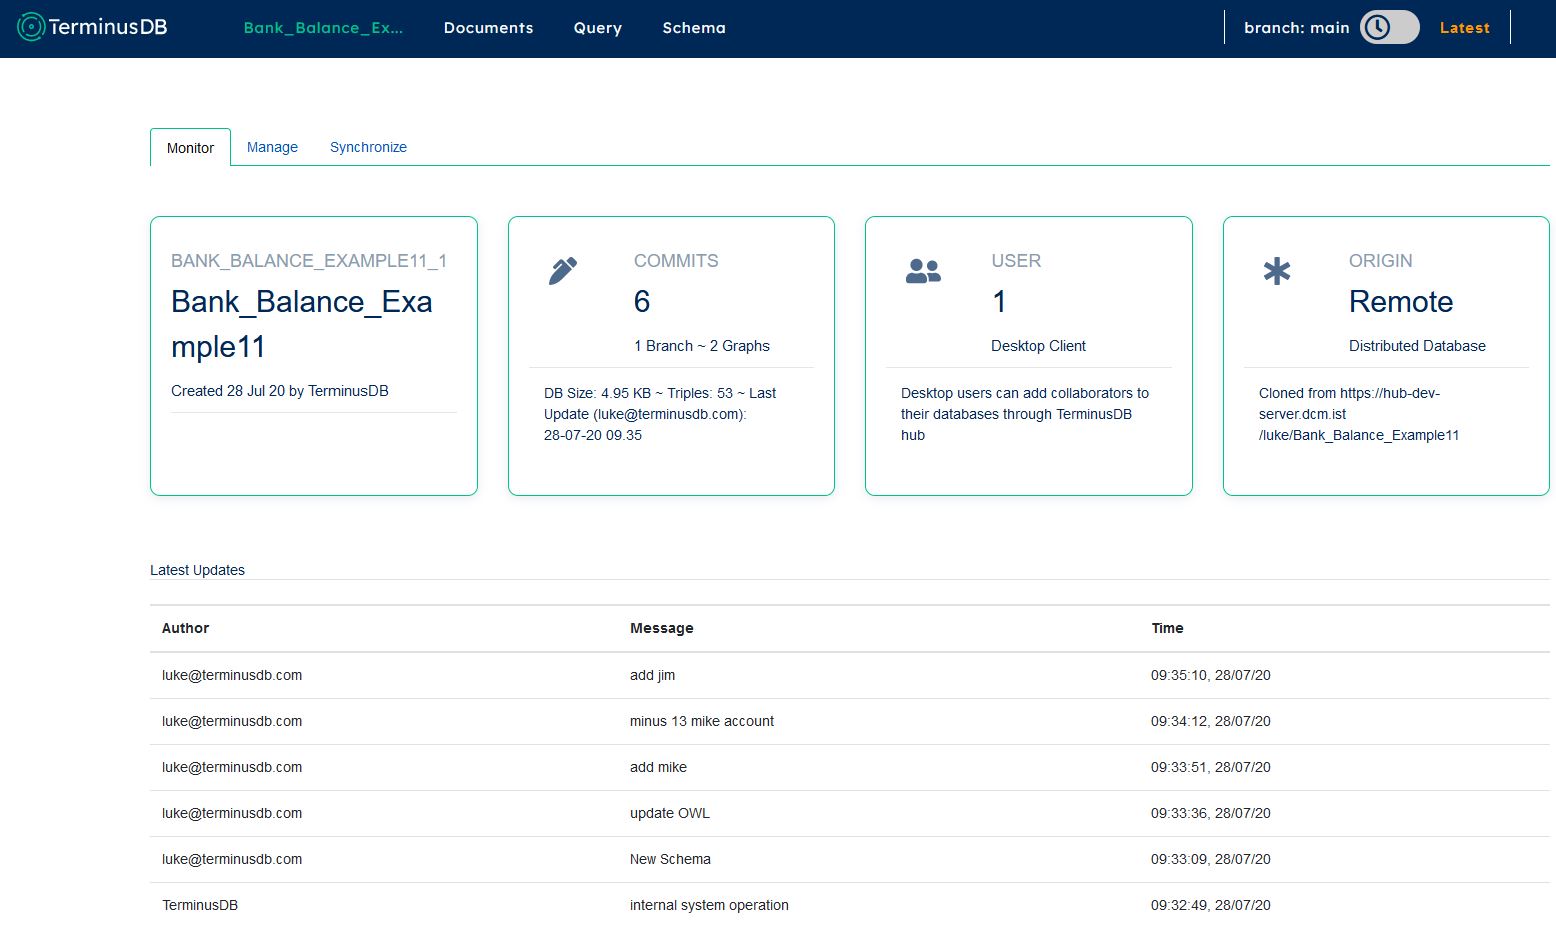 TerminusDB Bank_Balance_Ex... Documents Query Schema branch: main Latest
Monitor Manage Synchronize
BANK_BALANCE_EXAMPLE11_1
Bank_Balance_Exa
mple11
Created 28 Jul 20 by TerminusDB
COMMITS
6
1 Branch ~ 2 Graphs
DB Size: 4.95 KB ~ Triples: 53 ~ Last
Update (luke@terminusdb.com):
28-07-20 09.35
USER
1
Desktop Client
Desktop users can add collaborators to
their databases through TerminusDB
hub
ORIGIN
Remote
Distributed Database
Cloned from https://hub-dev-
server.dcm.ist
/luke/Bank_Balance_Example11
Latest Updates
Author Message Time
luke@terminusdb.com add jim 09:35:10, 28/07/20
luke@terminusdb.com minus 13 mike account 09:34:12, 28/07/20
luke@terminusdb.com add mike 09:33:51, 28/07/20
luke@terminusdb.com update OWL 09:33:36, 28/07/20
luke@terminusdb.com New Schema 09:33:09, 28/07/20
TerminusDB internal system operation 09:32:49, 28/07/20